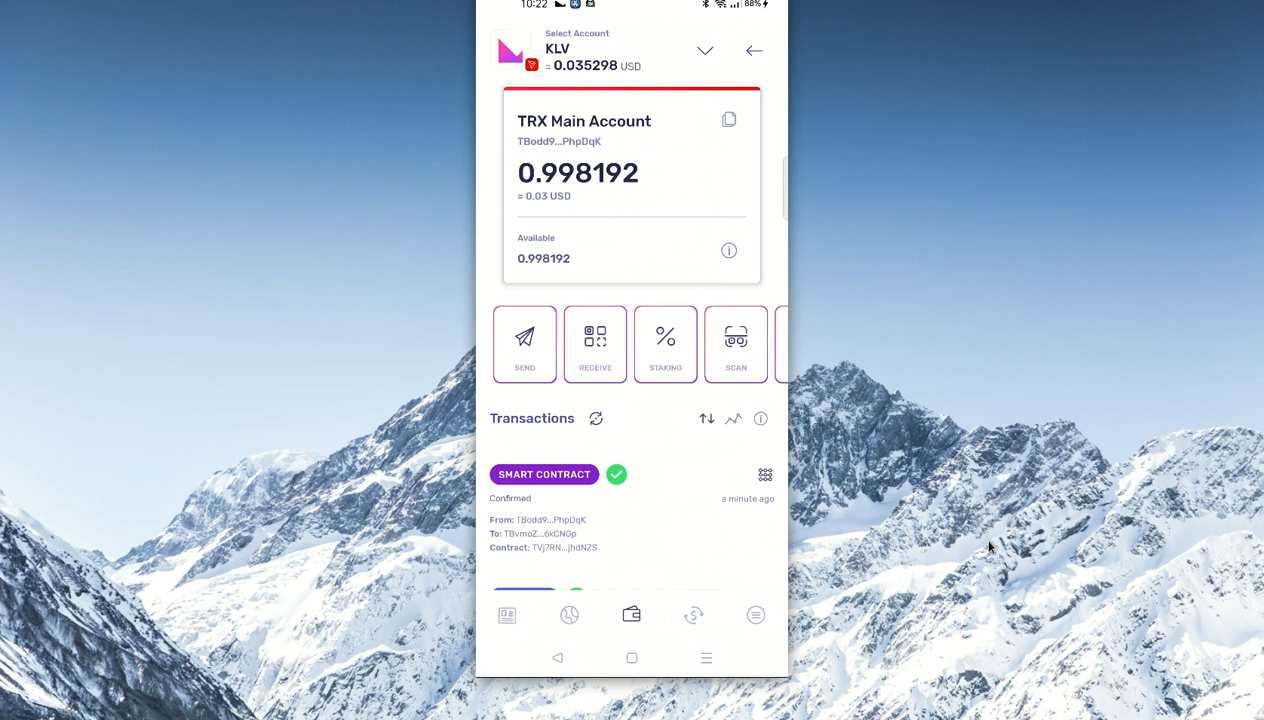 10:22
88%
Select Account
KLV
≈ 0.035298 USD
TRX Main Account
TBodd9...PhpDqK
0.998192
≈ 0.03 USD
Available
0.998192
SEND
RECEIVE
STAKING
SCAN
Transactions
SMART CONTRACT
Confirmed
a minute ago
From: TBodd9...PhpDqK
To: TBvmoZ...6kCNGp
Contract: TVj7RN...jhdNZS